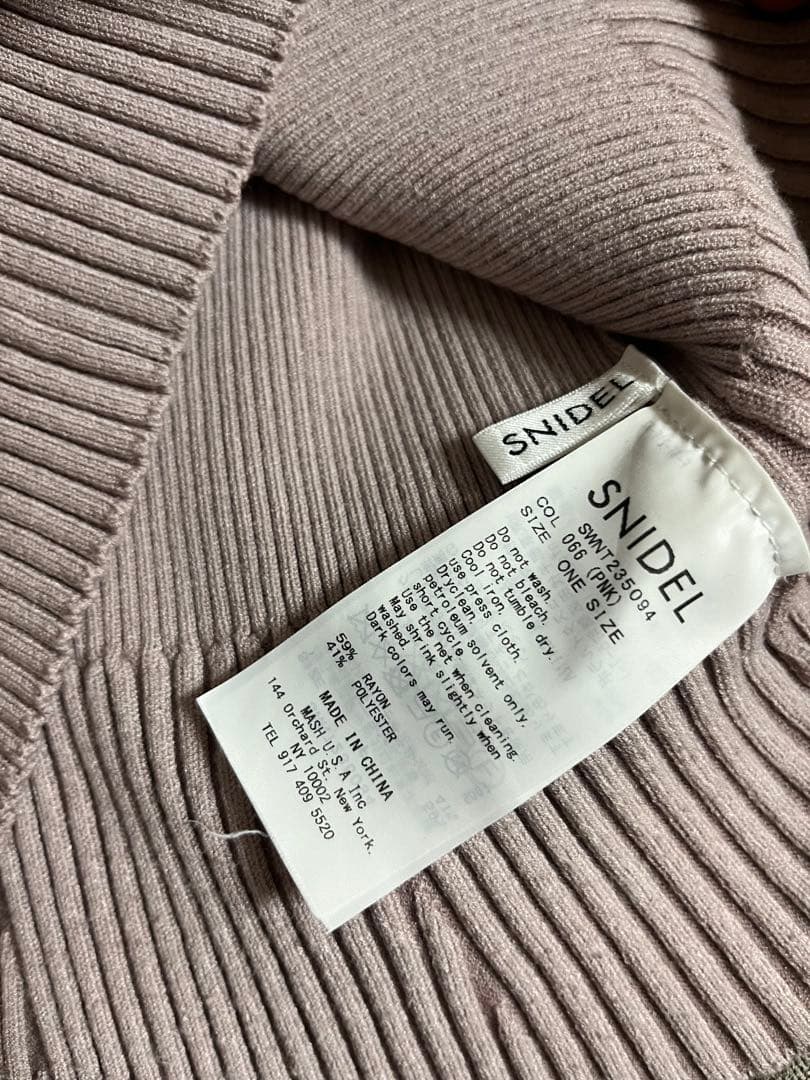 SNIDEL
SNIDEL
SWNT235094
COL 066 (PNK)
SIZE ONE SIZE
Do not wash.
Do not bleach.
Do not tumble dry.
Cool iron.
use press cloth.
Dryclean.
petroleum solvent only,
short cycle.
Use the net when cleaning.
May shrink slightly when
washed.
Dark colors may run.
59% RAYON
41% POLYESTER
MADE IN CHINA
MASH U.S.A Inc
144 Orchard St. New York.
NY 10002
TEL 917 409 5520